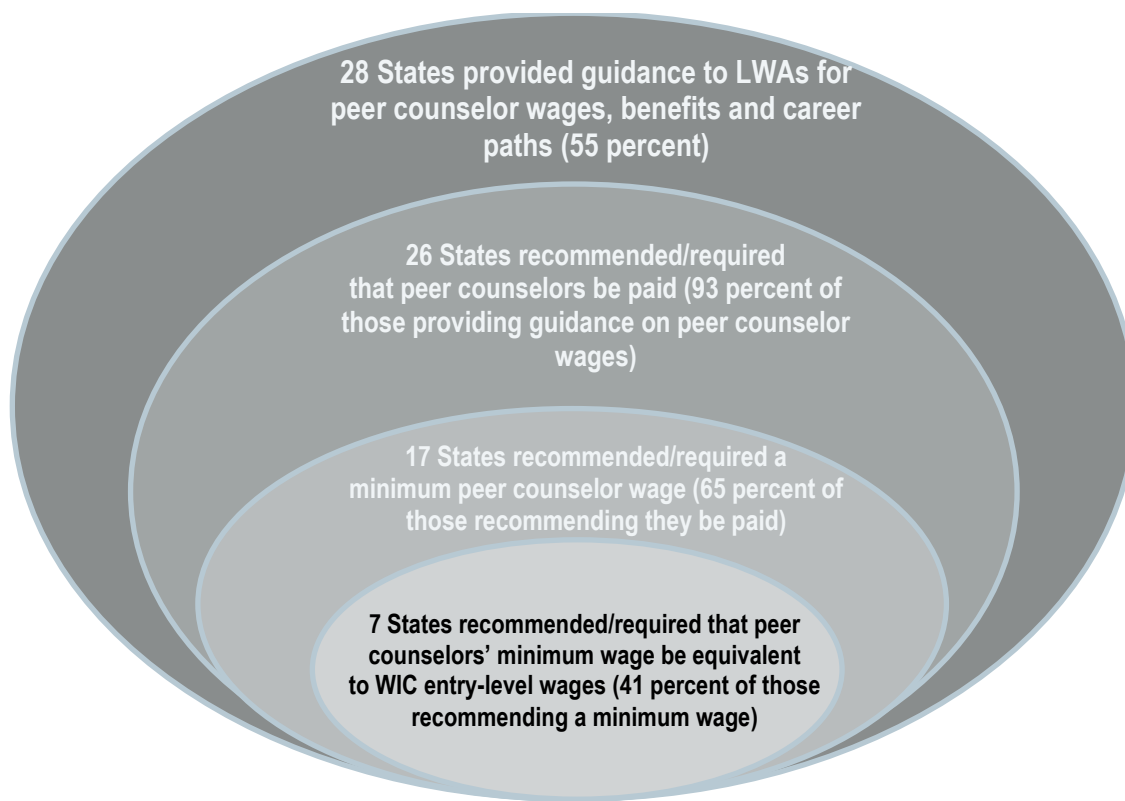 28 States provided guidance to LWAs for
peer counselor wages, benefits and career
paths (55 percent)
26 States recommended/required
that peer counselors be paid (93 percent of
those providing guidance on peer counselor
wages)
17 States recommended/required a
minimum peer counselor wage (65 percent of
those recommending they be paid)
7 States recommended/required that peer
counselors’ minimum wage be equivalent
to WIC entry-level wages (41 percent of those
recommending a minimum wage)